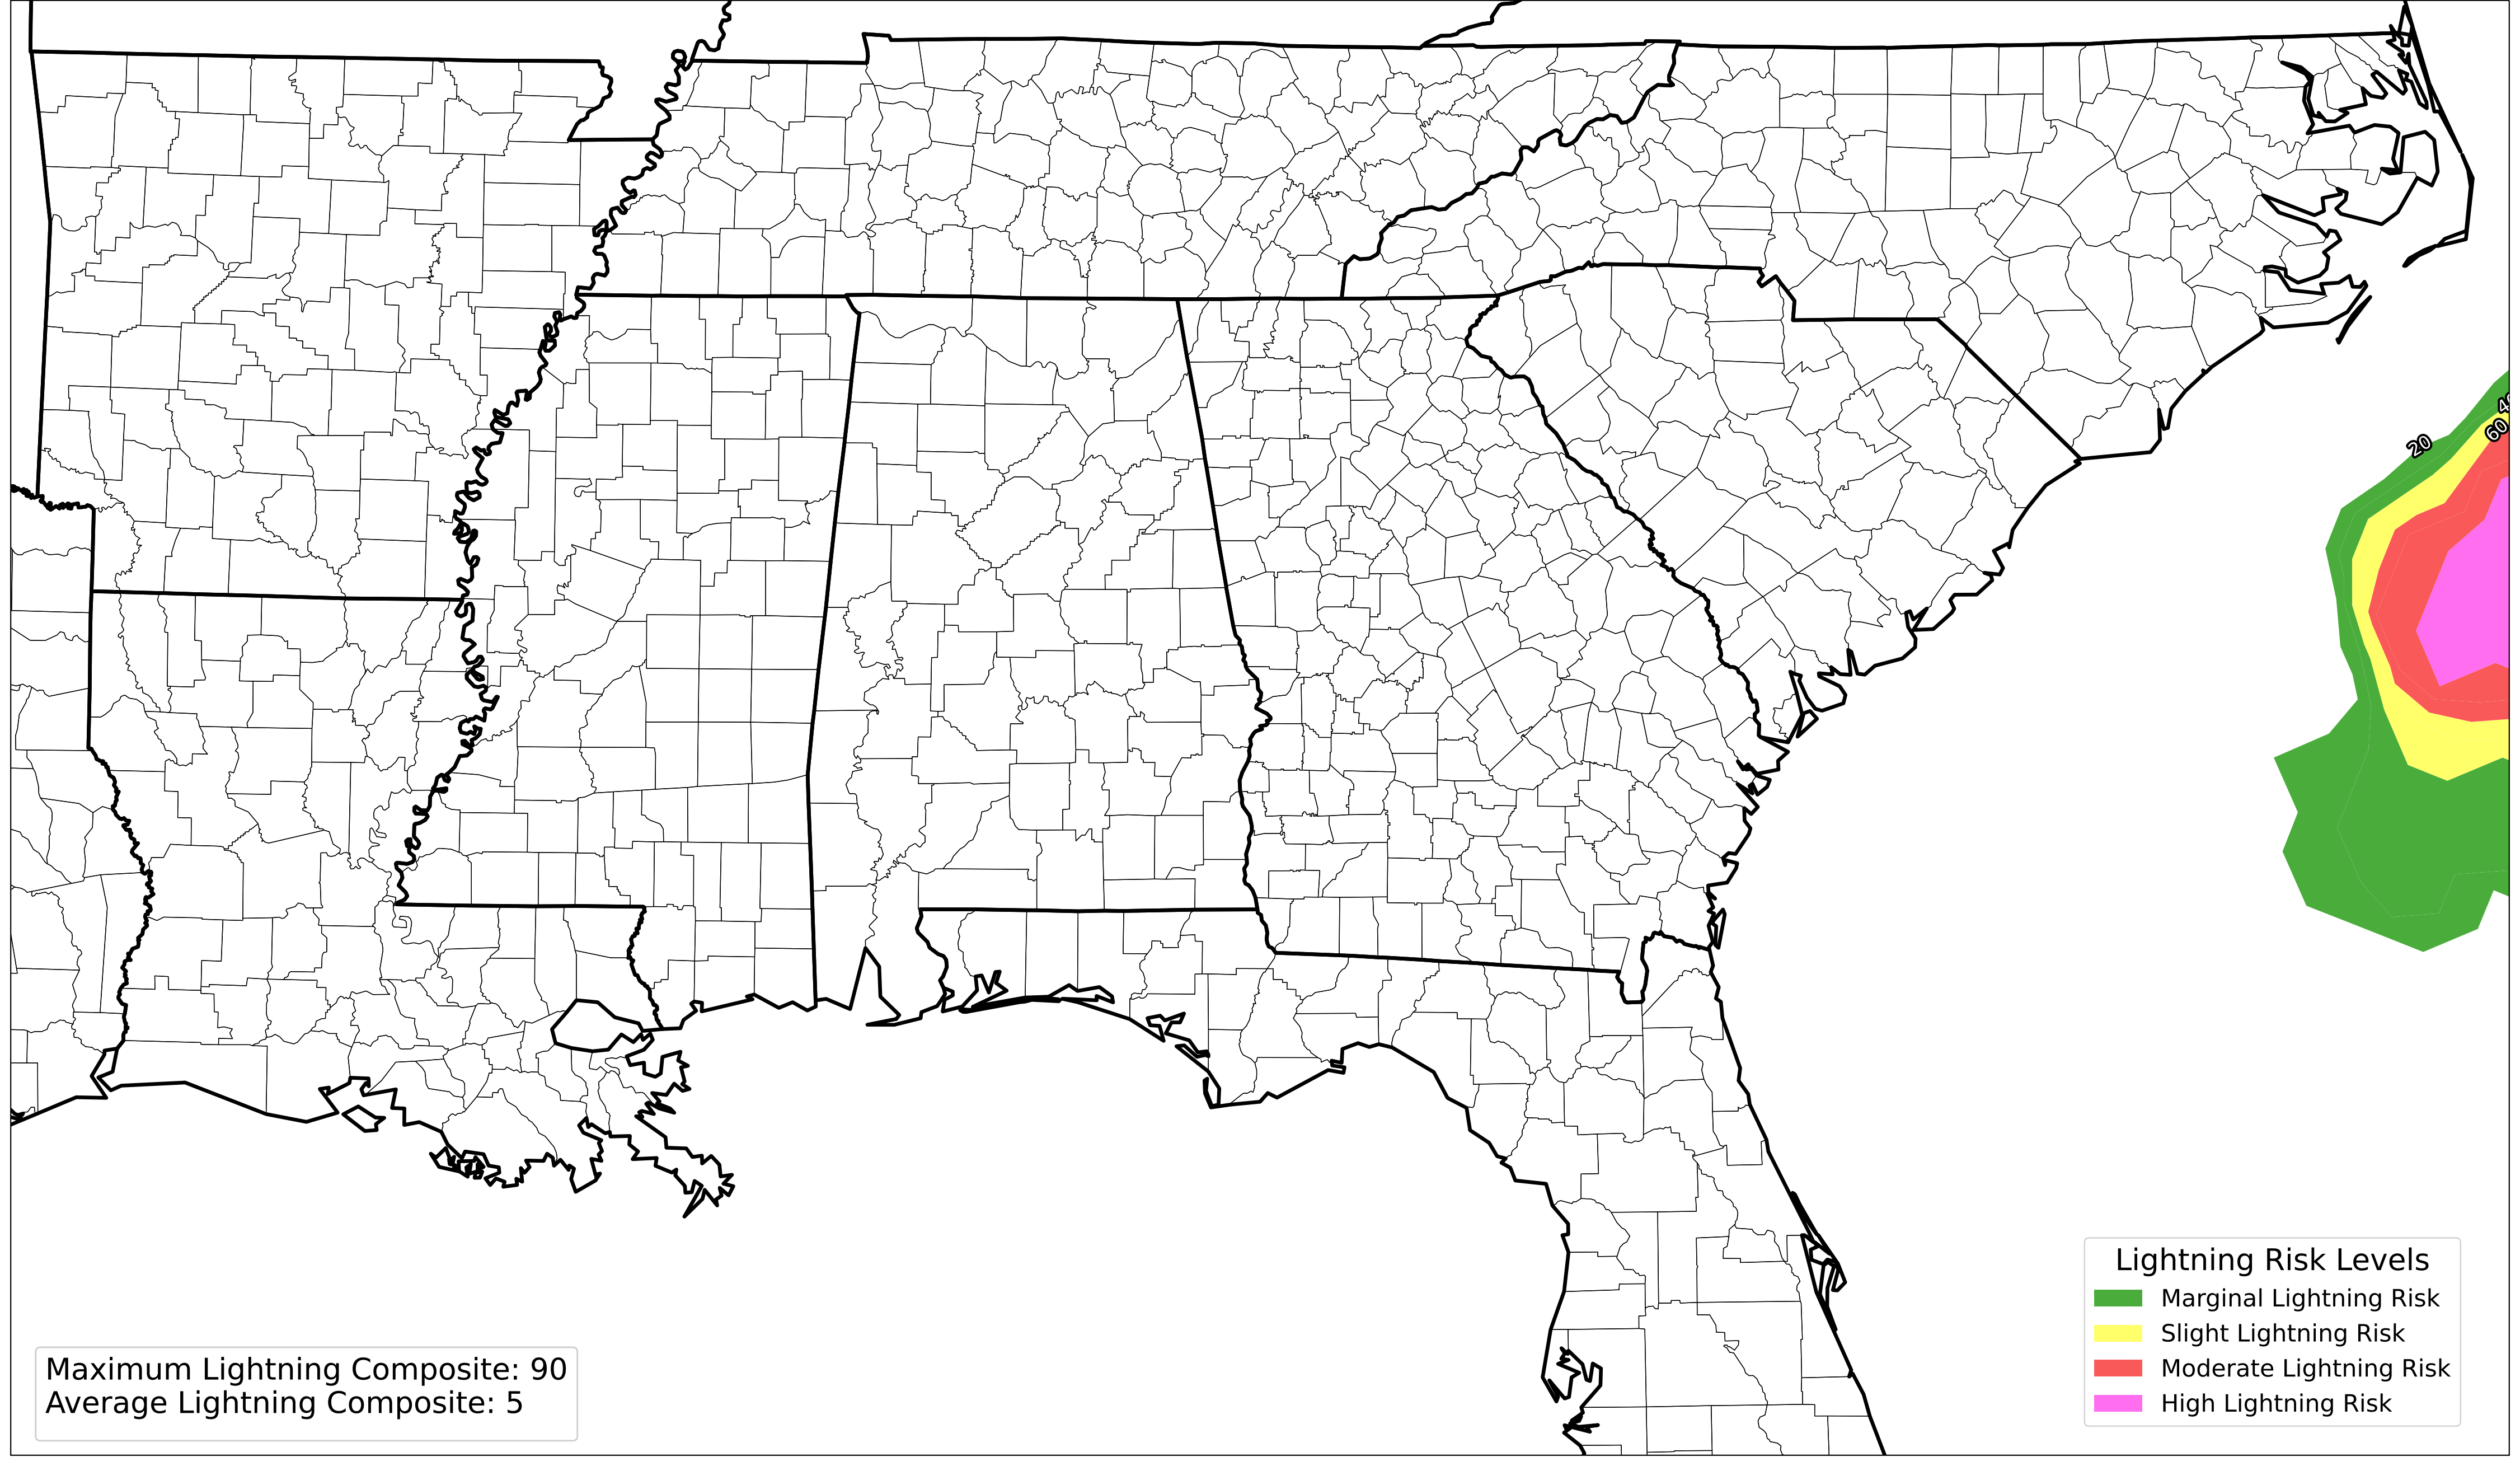 20
60
Lightning Risk Levels
Marginal Lightning Risk
Slight Lightning Risk
Moderate Lightning Risk
High Lightning Risk
Maximum Lightning Composite: 90
Average Lightning Composite: 5